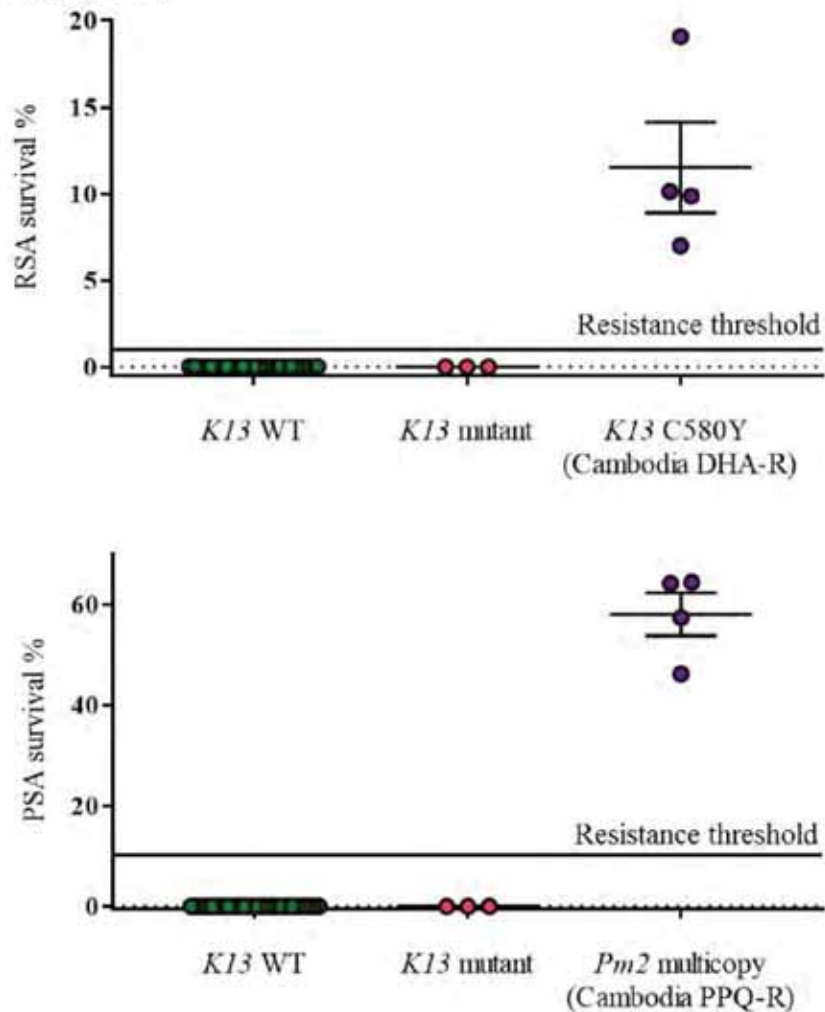 20
15
RSA survival %
10
5
Resistance threshold
0
K13 WT K13 mutant K13 C580Y
(Cambodia DHA-R)
60
PSA survival %
40
20
Resistance threshold
0
K13 WT K13 mutant Pm2 multicopy
(Cambodia PPQ-R)